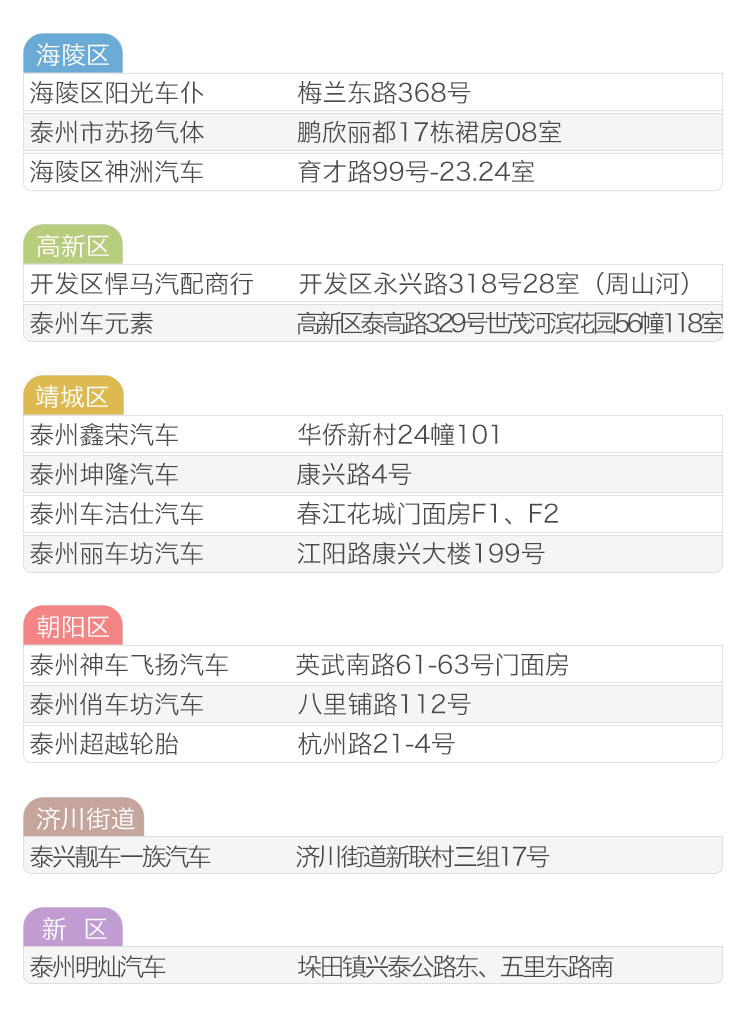 海陵区
海陵区阳光车仆 梅兰东路368号
泰州市苏扬气体 鹏欣丽都17栋裙房08室
海陵区神洲汽车 育才路99号-23.24室
高新区
开发区悍马汽配商行 开发区永兴路318号28室（周山河）
泰州车元素 高新区泰高路329号世茂河滨花园56幢118室
靖城区
泰州鑫荣汽车 华侨新村24幢101
泰州坤隆汽车 康兴路4号
泰州车洁仕汽车 春江花城门面房F1、F2
泰州丽车坊汽车 江阳路康兴大楼199号
朝阳区
泰州神车飞扬汽车 英武南路61-63号门面房
泰州俏车坊汽车 八里铺路112号
泰州超越轮胎 杭州路21-4号
济川街道
泰兴靓车一族汽车 济川街道新联村三组17号
新 区
泰州明灿汽车 垛田镇兴泰公路东、五里东路南